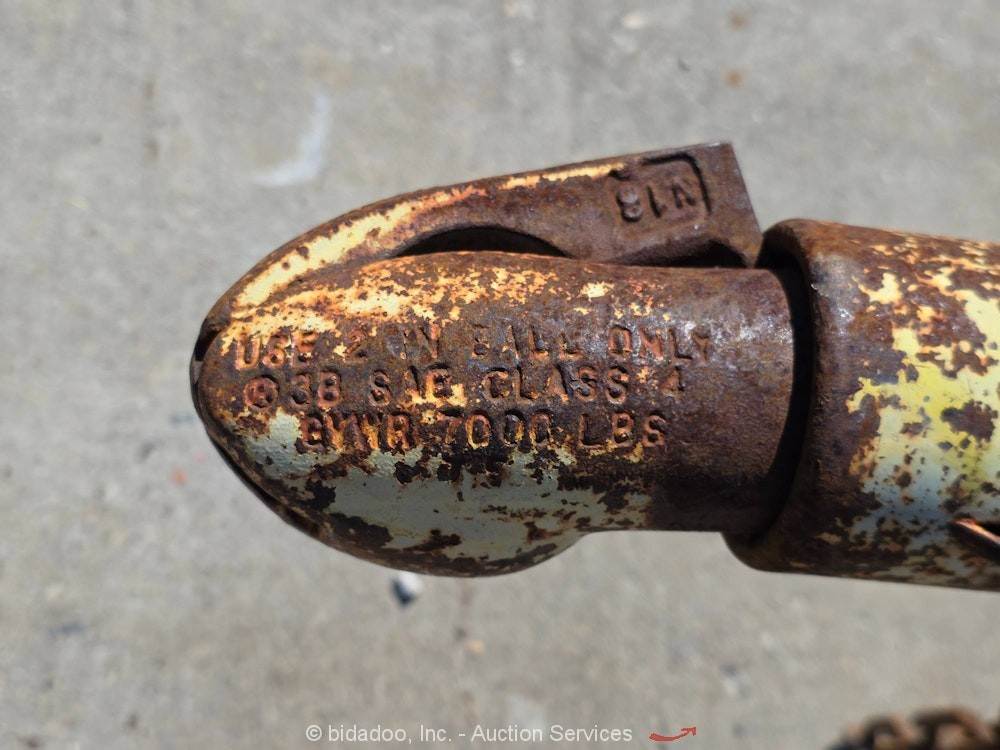 N18
USE 2 IN BALL ONLY
®38 SAE CLASS 4
GVWR 7000 LBS
© bidadoo, Inc. - Auction Services